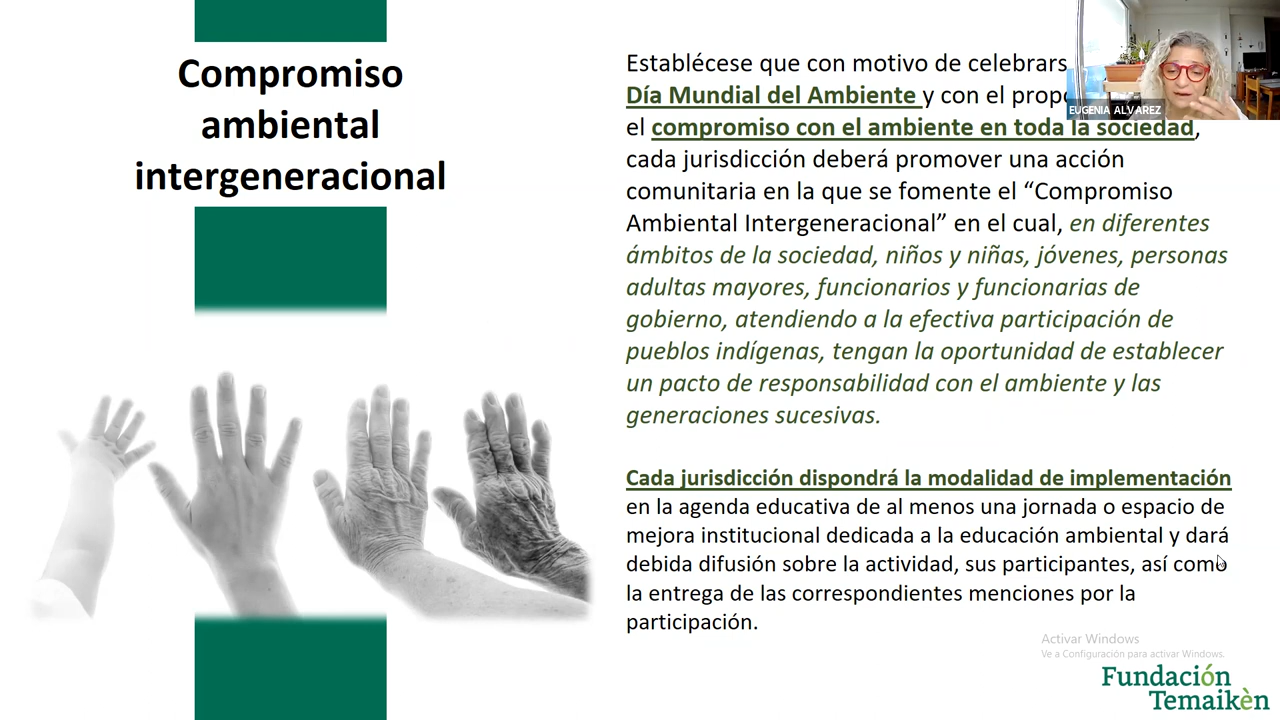 Compromiso
ambiental
intergeneracional
Establécese que con motivo de celebrars
Día Mundial del Ambiente y con el prop
el compromiso con el ambiente en toda la sociedad,
cada jurisdicción deberá promover una acción
comunitaria en la que se fomente el “Compromiso
Ambiental Intergeneracional” en el cual, en diferentes
ámbitos de la sociedad, niños y niñas, jóvenes, personas
adultas mayores, funcionarios y funcionarias de
gobierno, atendiendo a la efectiva participación de
pueblos indígenas, tengan la oportunidad de establecer
un pacto de responsabilidad con el ambiente y las
generaciones sucesivas.
Cada jurisdicción dispondrá la modalidad de implementación
en la agenda educativa de al menos una jornada o espacio de
mejora institucional dedicada a la educación ambiental y dará
debida difusión sobre la actividad, sus participantes, así como
la entrega de las correspondientes menciones por la
participación.
EUGENIA ALVAREZ
Activar Windows
Ve a Configuración para activar Windows.
Fundación
Temaikèn